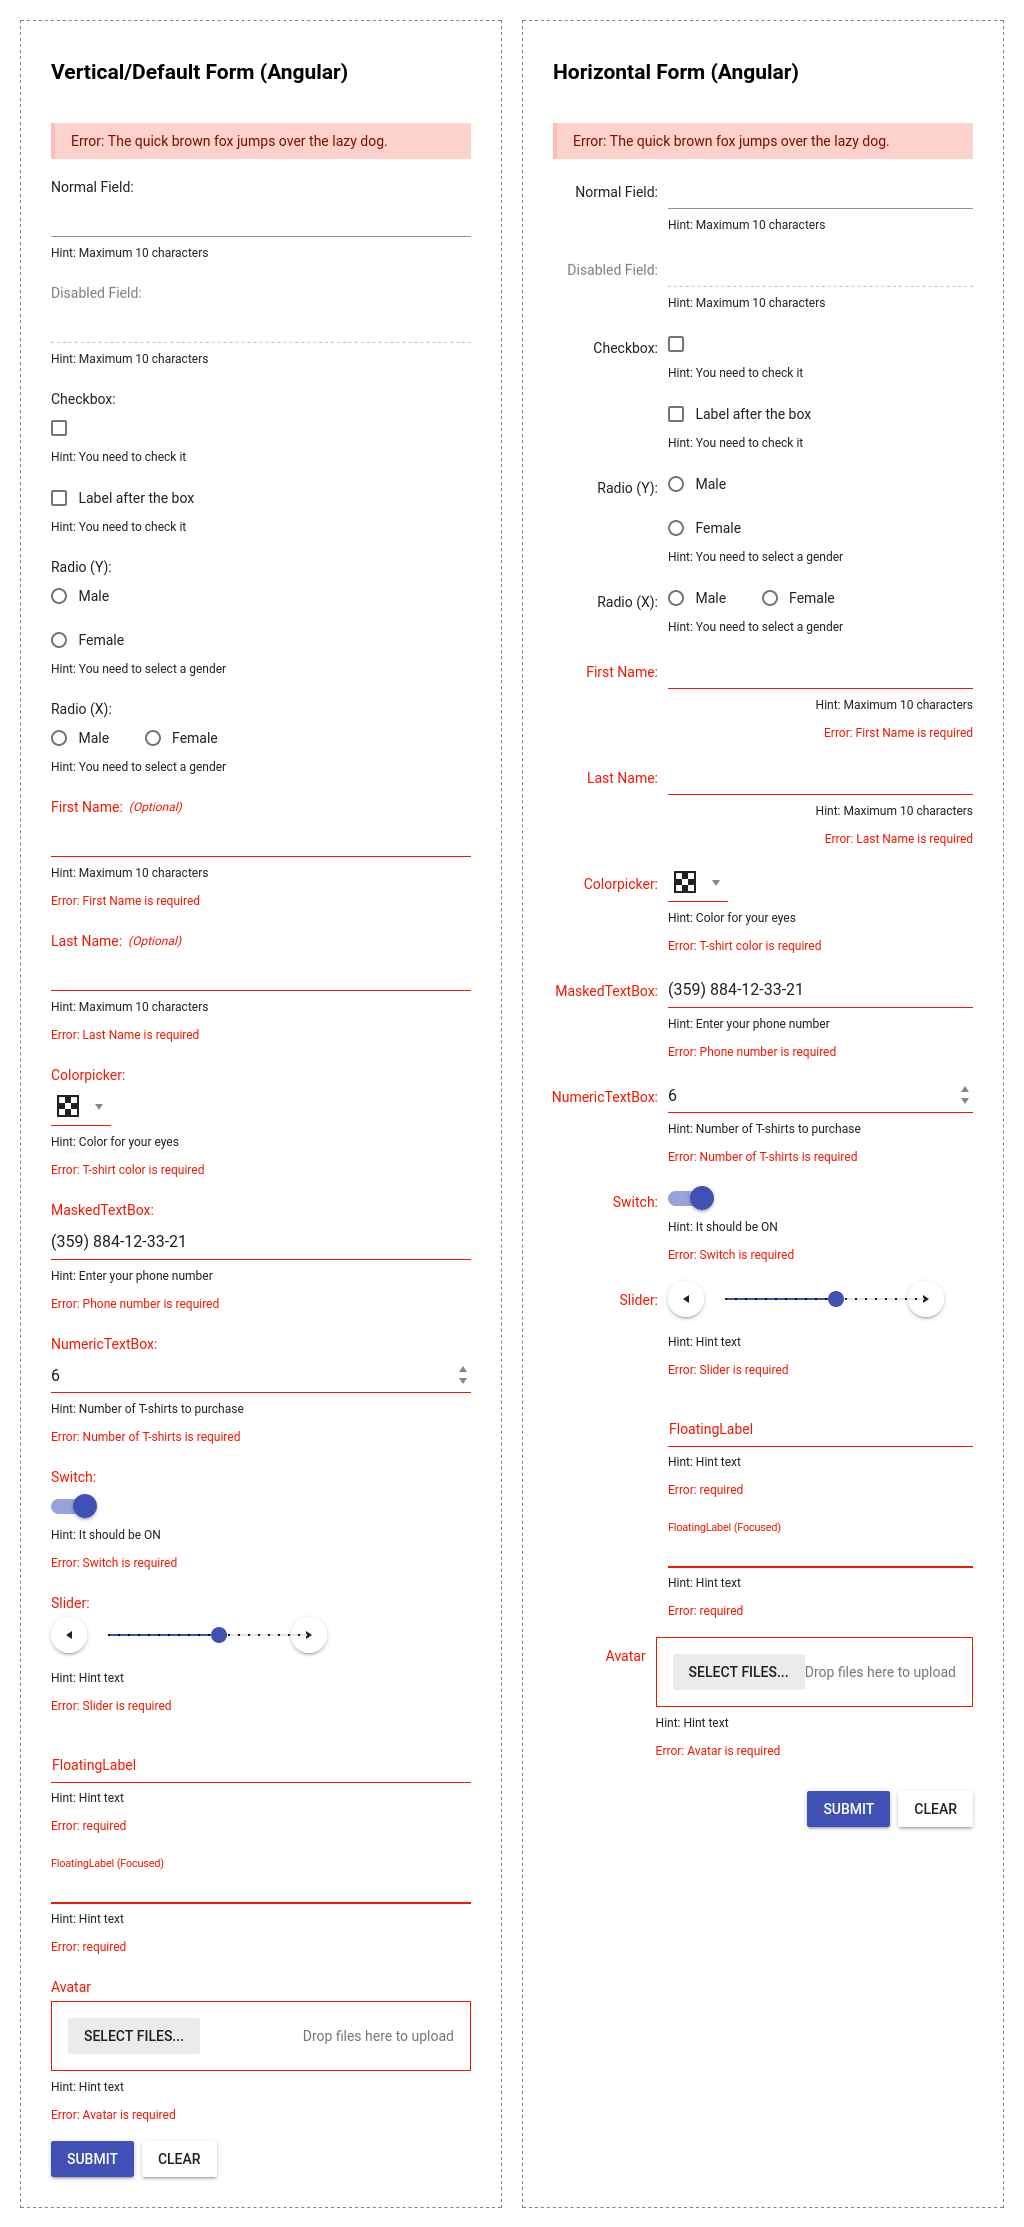 Vertical/Default Form (Angular)
Error: The quick brown fox jumps over the lazy dog.
Normal Field:
Hint: Maximum 10 characters
Disabled Field:
Hint: Maximum 10 characters
Checkbox:
Hint: You need to check it
Label after the box
Hint: You need to check it
Radio (Y):
Male
Female
Hint: You need to select a gender
Radio (X):
Male Female
Hint: You need to select a gender
First Name: (Optional)
Hint: Maximum 10 characters
Error: First Name is required
Last Name: (Optional)
Hint: Maximum 10 characters
Error: Last Name is required
Colorpicker:
Hint: Color for your eyes
Error: T-shirt color is required
MaskedTextBox:
(359) 884-12-33-21
Hint: Enter your phone number
Error: Phone number is required
NumericTextBox:
6
Hint: Number of T-shirts to purchase
Error: Number of T-shirts is required
Switch:
Hint: It should be ON
Error: Switch is required
Slider:
Hint: Hint text
Error: Slider is required
FloatingLabel
Hint: Hint text
Error: required
FloatingLabel (Focused)
Hint: Hint text
Error: required
Avatar
SELECT FILES... Drop files here to upload
Hint: Hint text
Error: Avatar is required
SUBMIT CLEAR
Horizontal Form (Angular)
Error: The quick brown fox jumps over the lazy dog.
Normal Field:
Hint: Maximum 10 characters
Disabled Field:
Hint: Maximum 10 characters
Checkbox:
Hint: You need to check it
Label after the box
Hint: You need to check it
Radio (Y): Male
Female
Hint: You need to select a gender
Radio (X): Male Female
Hint: You need to select a gender
First Name:
Hint: Maximum 10 characters
Error: First Name is required
Last Name:
Hint: Maximum 10 characters
Error: Last Name is required
Colorpicker:
Hint: Color for your eyes
Error: T-shirt color is required
MaskedTextBox: (359) 884-12-33-21
Hint: Enter your phone number
Error: Phone number is required
NumericTextBox: 6
Hint: Number of T-shirts to purchase
Error: Number of T-shirts is required
Switch:
Hint: It should be ON
Error: Switch is required
Slider:
Hint: Hint text
Error: Slider is required
FloatingLabel
Hint: Hint text
Error: required
FloatingLabel (Focused)
Hint: Hint text
Error: required
Avatar SELECT FILES... Drop files here to upload
Hint: Hint text
Error: Avatar is required
SUBMIT CLEAR